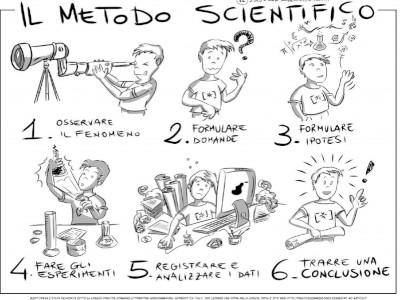 IL METODO SCIENTIFICO
?
[*]
[*]
1. OSSERVARE
IL FENOMENO
2. FORMULARE
DOMANDE
3. FORMULARE
IPOTESI
[*]
!
4. FARE GLI
ESPERIMENTI
5. REGISTRARE E
ANALIZZARE I DATI
6. TRARRE UNA
CONCLUSIONE